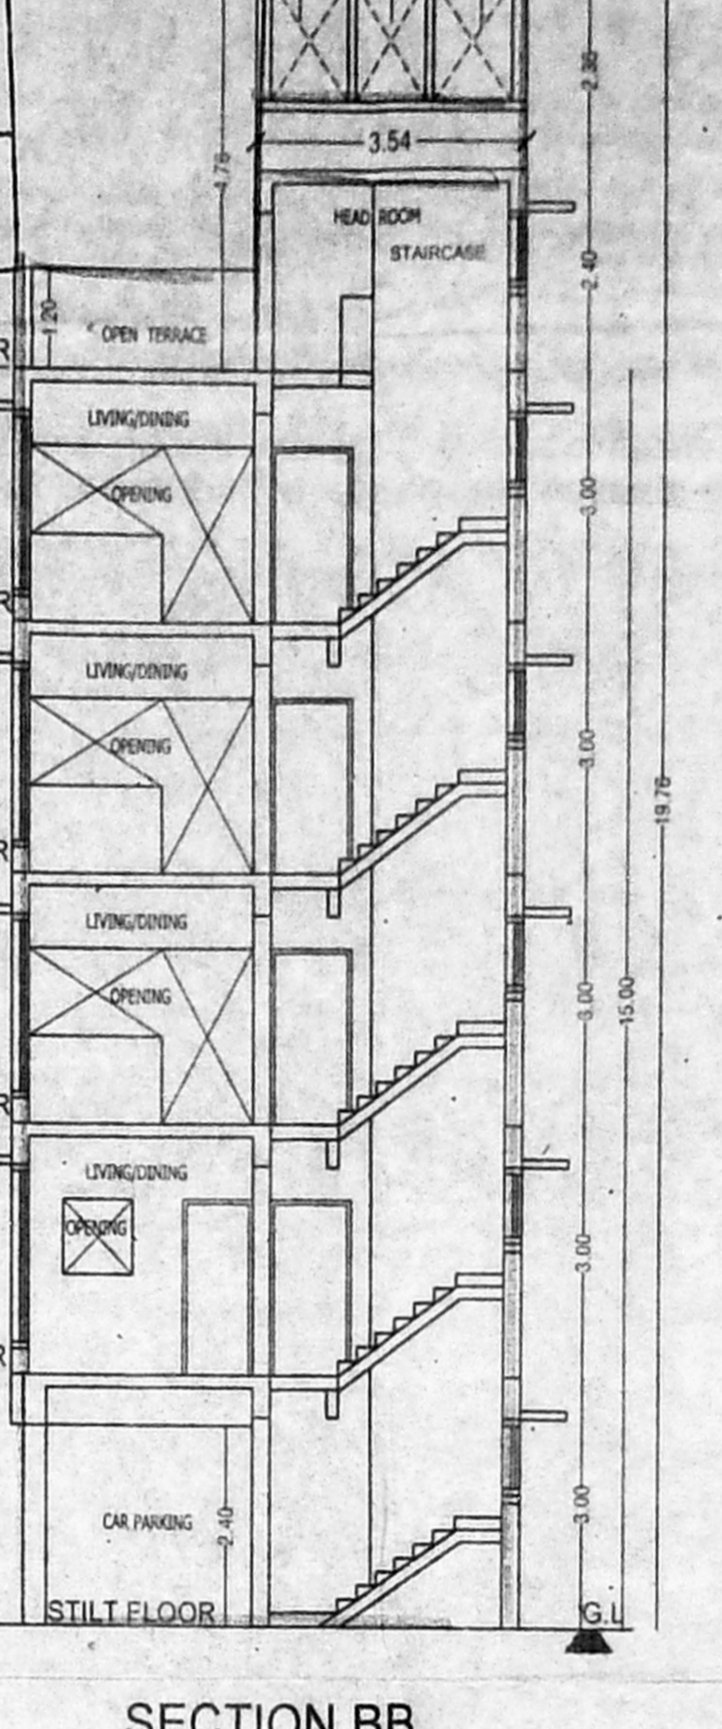 2.36
3.54
4.76
HEAD ROOM
STAIRCASE
2.40
1.20
OPEN TERRACE
R
LIVING/DINING
OPENING
3.00
R
LIVING/DINING
OPENING
3.00
19.76
R
LIVING/DINING
OPENING
3.00
15.00
R
LIVING/DINING
OPENING
3.00
R
CAR PARKING
2.40
3.00
STILT FLOOR
G.L
SECTION BB